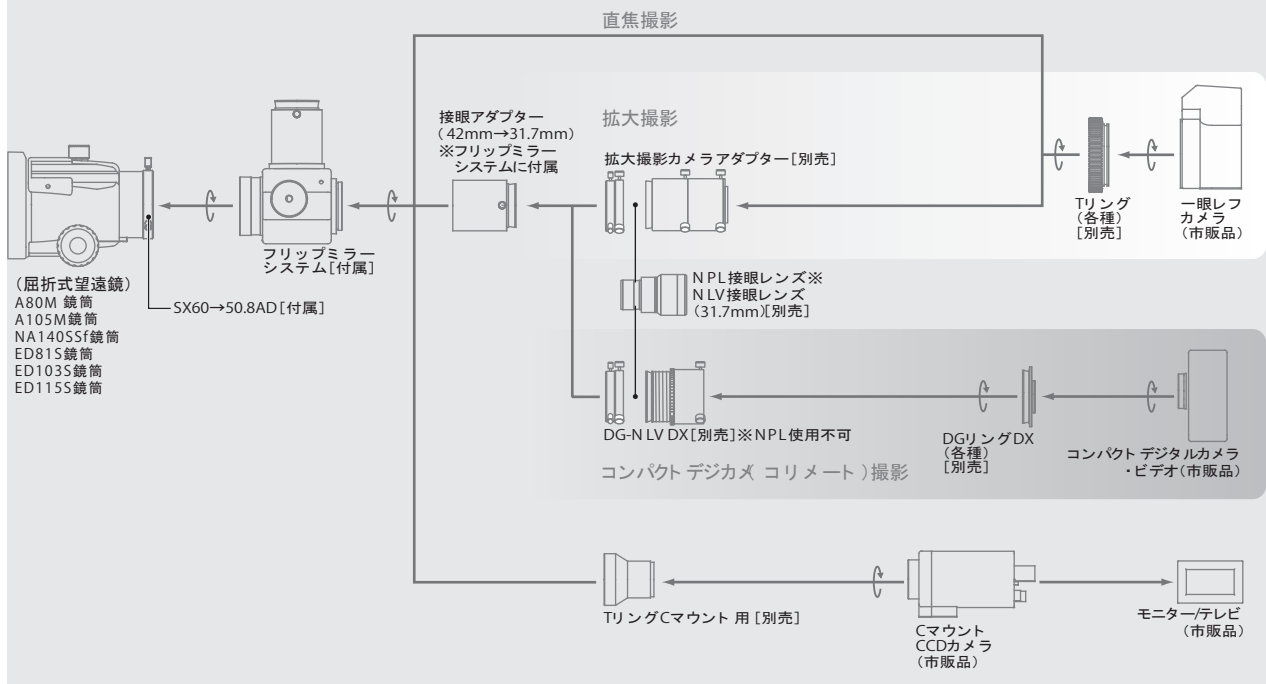 直焦撮影
拡大撮影
接眼アダプター
(42mm→31.7mm)
※フリップミラー
システムに付属
拡大撮影カメラアダプター[別売]
Tリング
(各種)
[別売]
一眼レフ
カメラ
(市販品)
フリップミラー
システム[付属]
(屈折式望遠鏡)
A80M 鏡筒
A105M鏡筒
NA140SSf鏡筒
ED81S鏡筒
ED103S鏡筒
ED115S鏡筒
SX60→50.8AD[付属]
NPL接眼レンズ※
NLV接眼レンズ
(31.7mm)[別売]
DG-NLV DX[別売]※NPL使用不可
DGリングDX
(各種)
[別売]
コンパクトデジタルカメラ
・ビデオ(市販品)
コンパクトデジカメ(コリメート)撮影
TリングCマウント用[別売]
Cマウント
CCDカメラ
(市販品)
モニター/テレビ
(市販品)